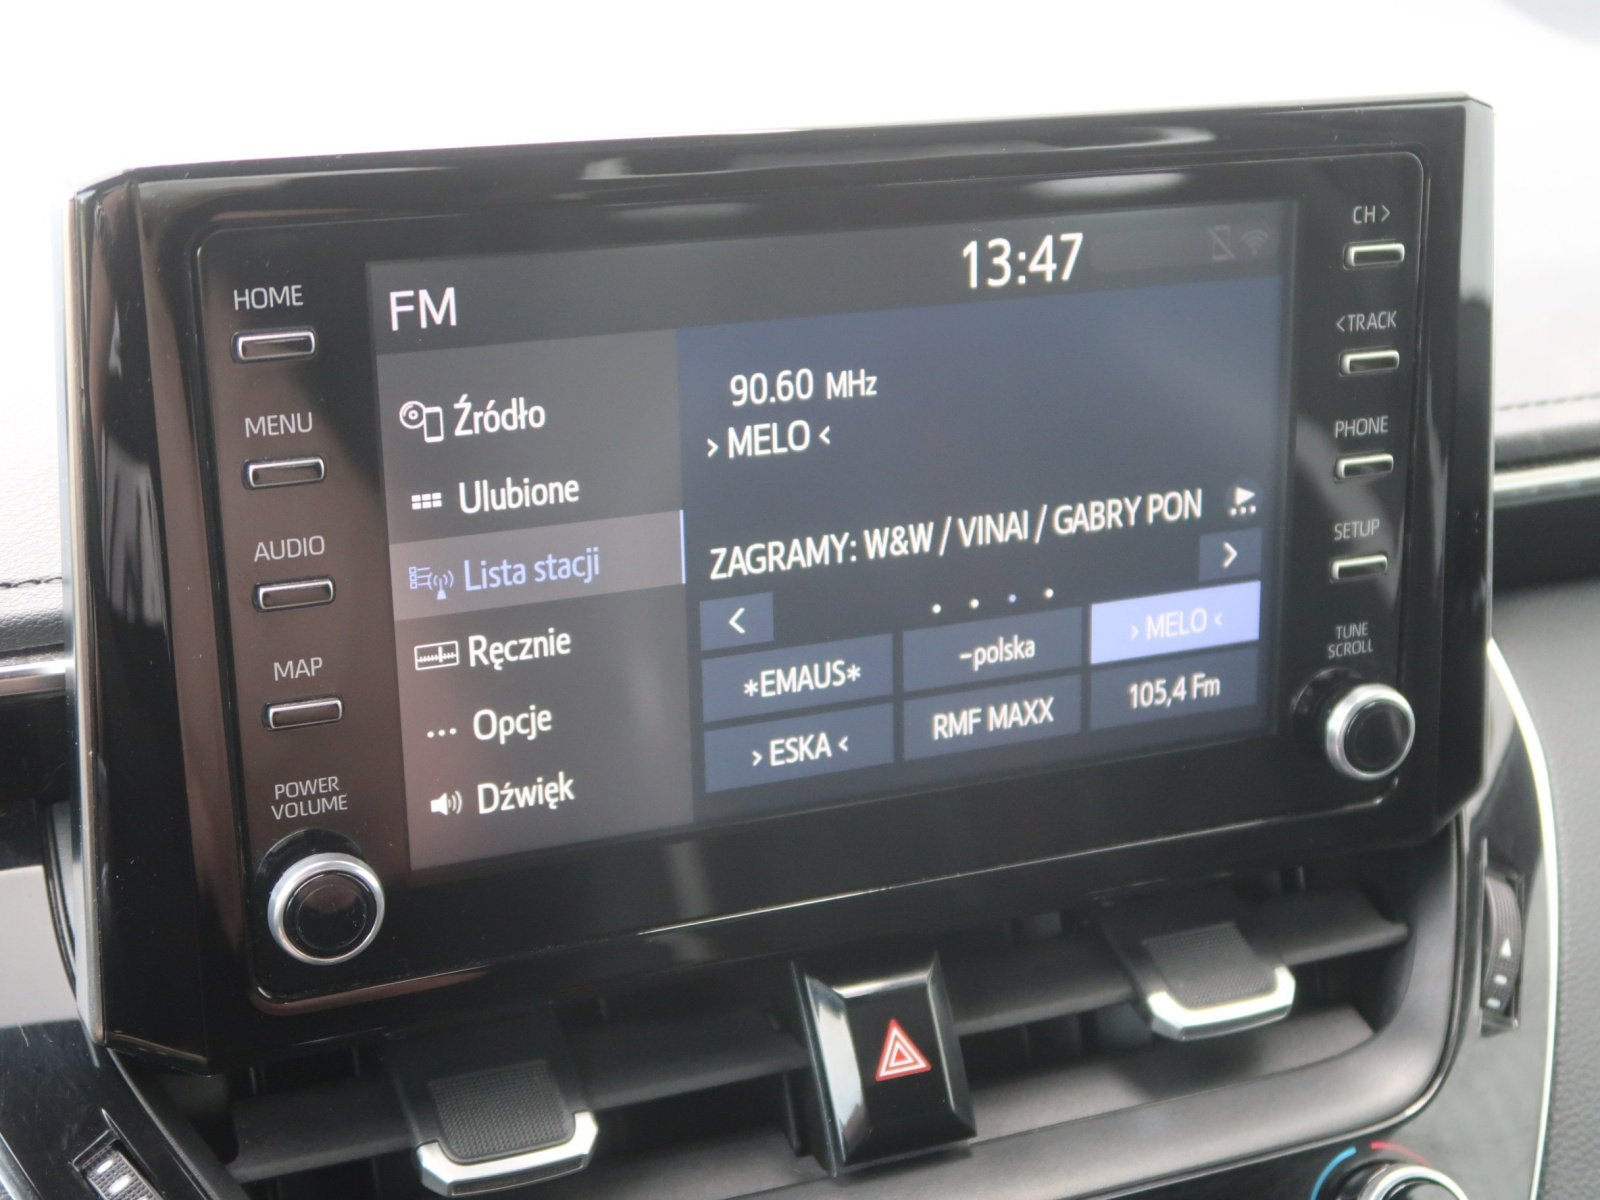 HOME
MENU
AUDIO
MAP
POWER
VOLUME
FM
13:47
Źródło
Ulubione
Lista stacji
Ręcznie
Opcje
Dźwięk
90.60 MHz
> MELO <
ZAGRAMY: W&W / VINAI / GABRY PON
<
>
*EMAUS*
-polska
> MELO <
> ESKA <
RMF MAXX
105,4 Fm
CH >
< TRACK
PHONE
SETUP
TUNE
SCROLL